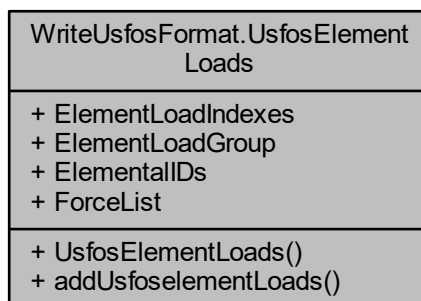 WriteUsfosFormat.UsfosElement
Loads
+ ElementLoadIndexes
+ ElementLoadGroup
+ ElementalIDs
+ ForceList
+ UsfosElementLoads()
+ addUsfoselementLoads()